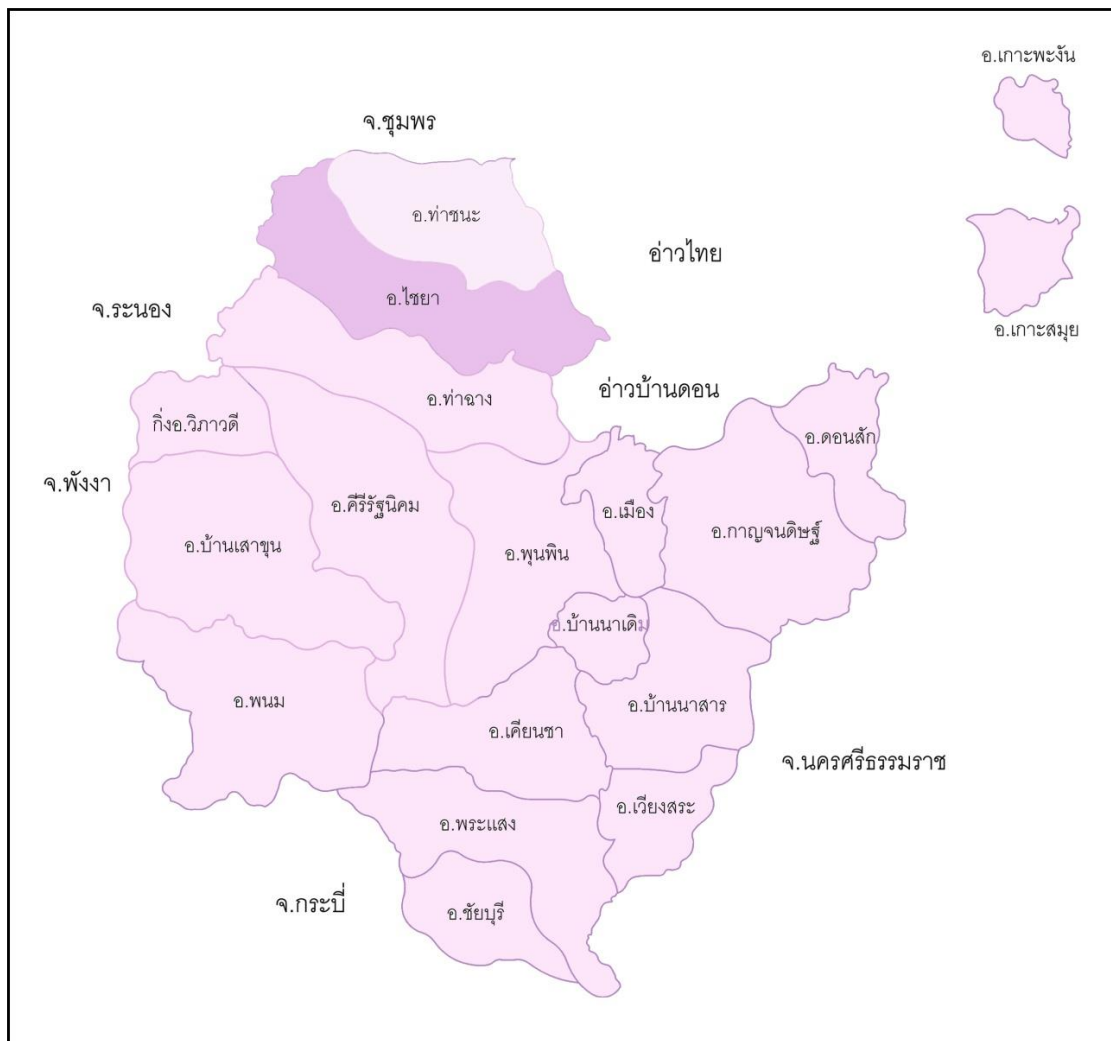 อ.เกาะพะงัน
จ.ชุมพร
อ.ท่าชนะ
อ่าวไทย
อ.ไชยา
จ.ระนอง
อ.เกาะสมุย
อ่าวบ้านดอน
อ.ท่าฉาง
กิ่งอ.วิภาวดี
อ.ดอนสัก
จ.พังงา
อ.คีรีรัฐนิคม
อ.เมือง
อ.กาญจนดิษฐ์
อ.บ้านเสาขุน
อ.พุนพิน
อ.บ้านนาเดิม
อ.พนม
อ.บ้านนาสาร
อ.เคียนชา
จ.นครศรีธรรมราช
อ.เวียงสระ
อ.พระแสง
จ.กระบี่
อ.ชัยบุรี